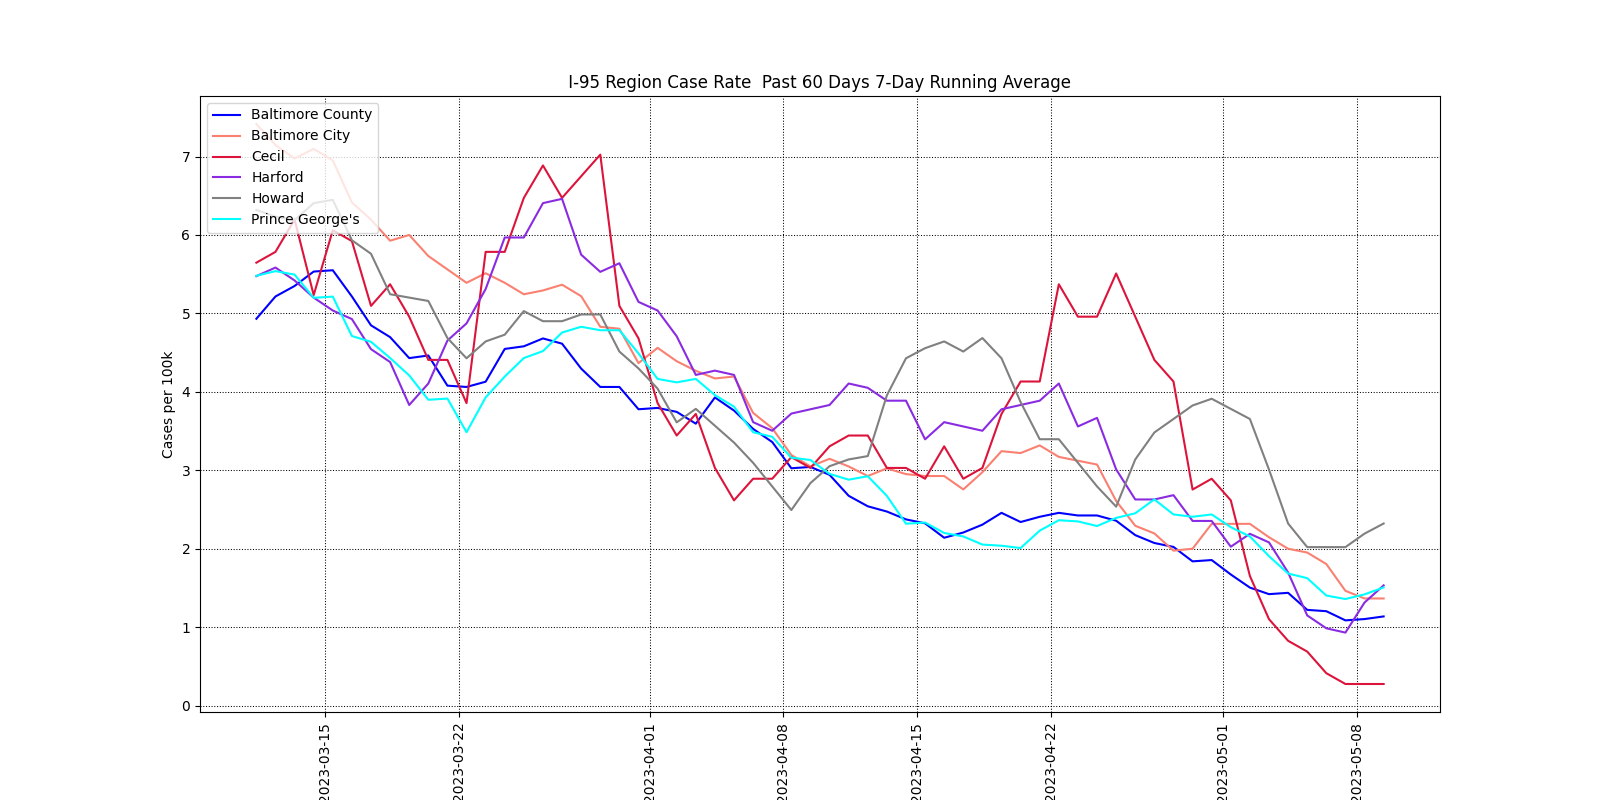 I-95 Region Case Rate  Past 60 Days 7-Day Running Average
Baltimore County
Baltimore City
Cecil
Harford
Howard
Prince George's
Cases per 100k
7
6
5
4
3
2
1
0
2023-03-15
2023-03-22
2023-04-01
2023-04-08
2023-04-15
2023-04-22
2023-05-01
2023-05-08